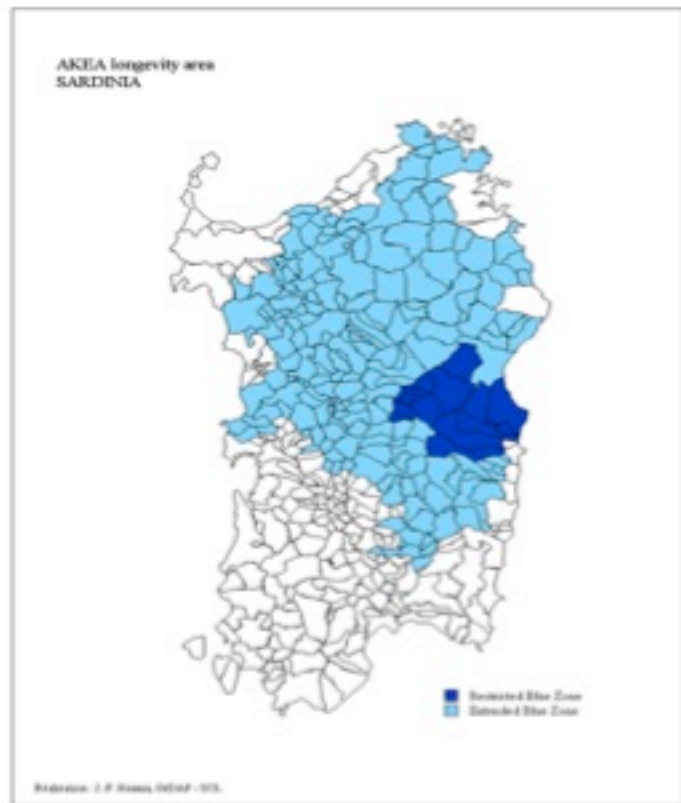 AKEA longevity area
SARDINIA
Restricted Blue Zone
Extended Blue Zone
J. P.